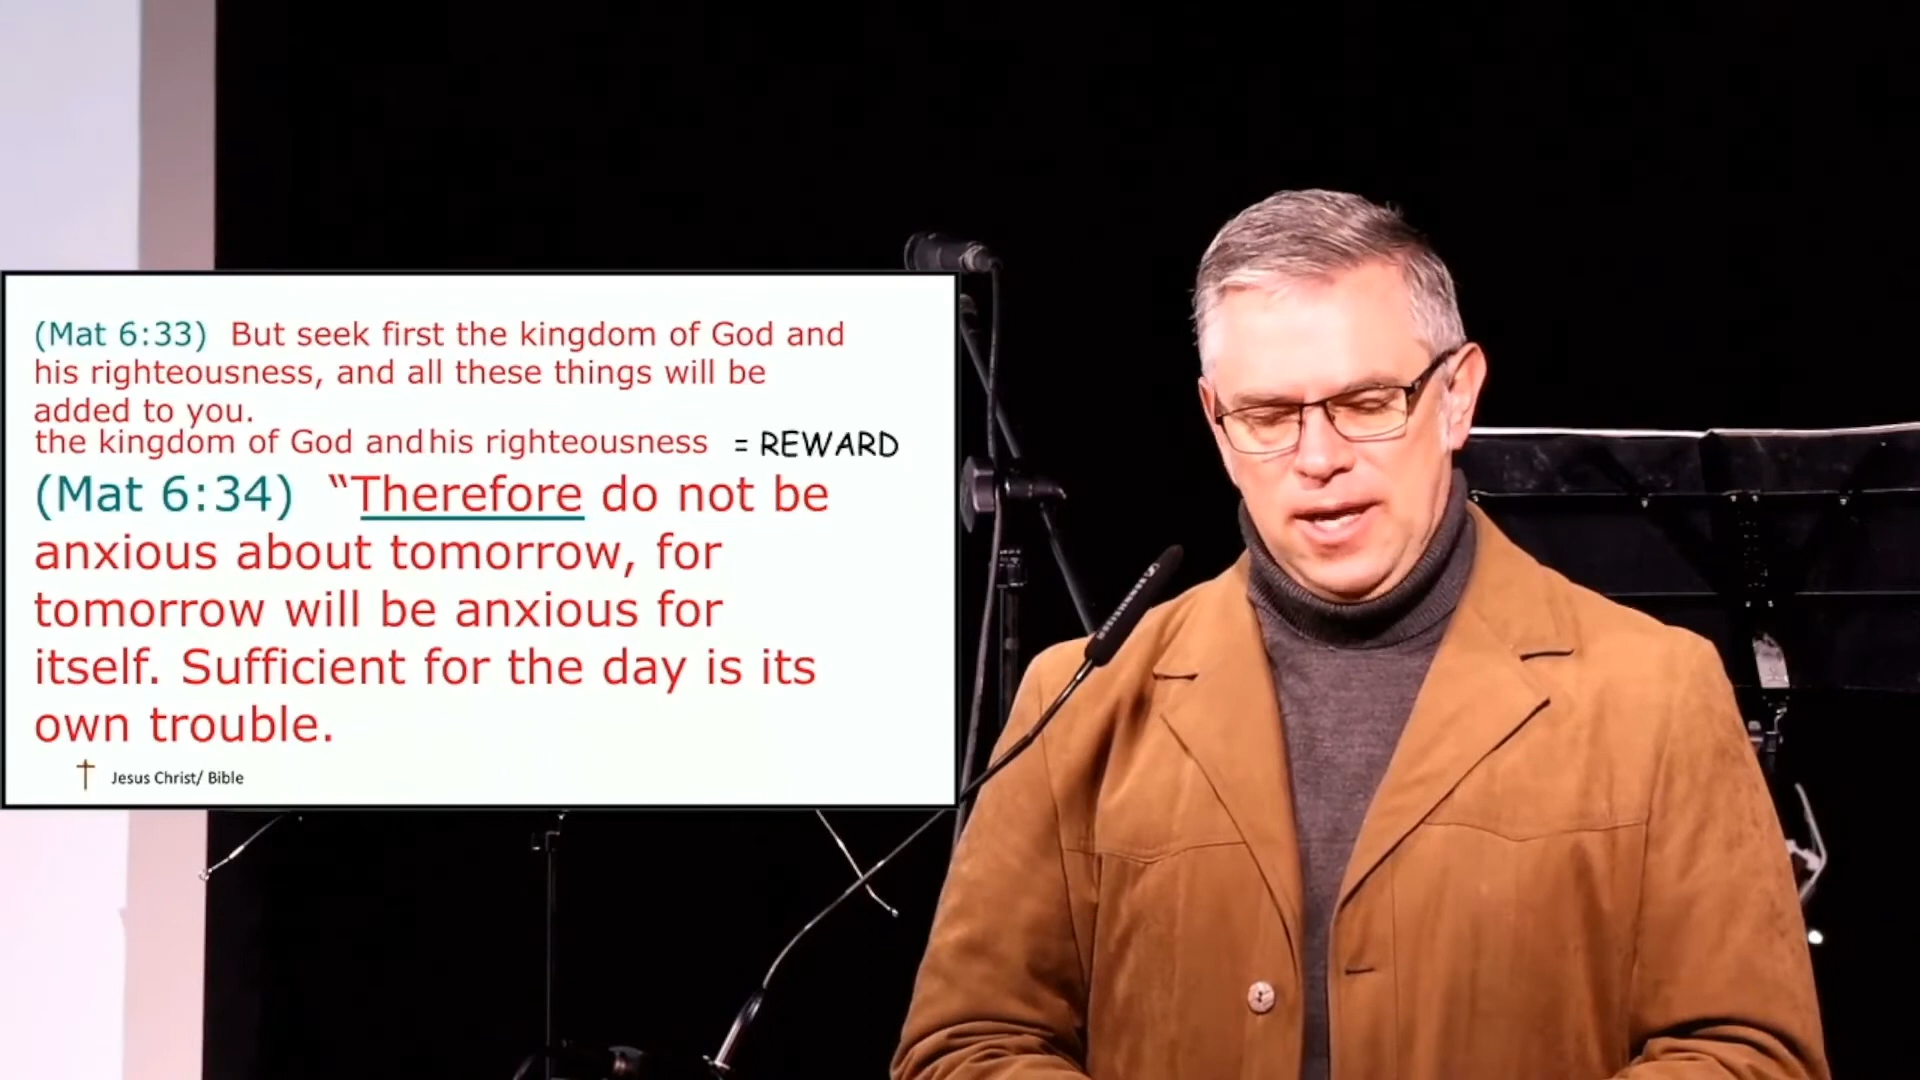 (Mat 6:33) But seek first the kingdom of God and
his righteousness, and all these things will be
added to you.
the kingdom of God and his righteousness = REWARD
(Mat 6:34) “Therefore do not be
anxious about tomorrow, for
tomorrow will be anxious for
itself. Sufficient for the day is its
own trouble.
Jesus Christ/ Bible